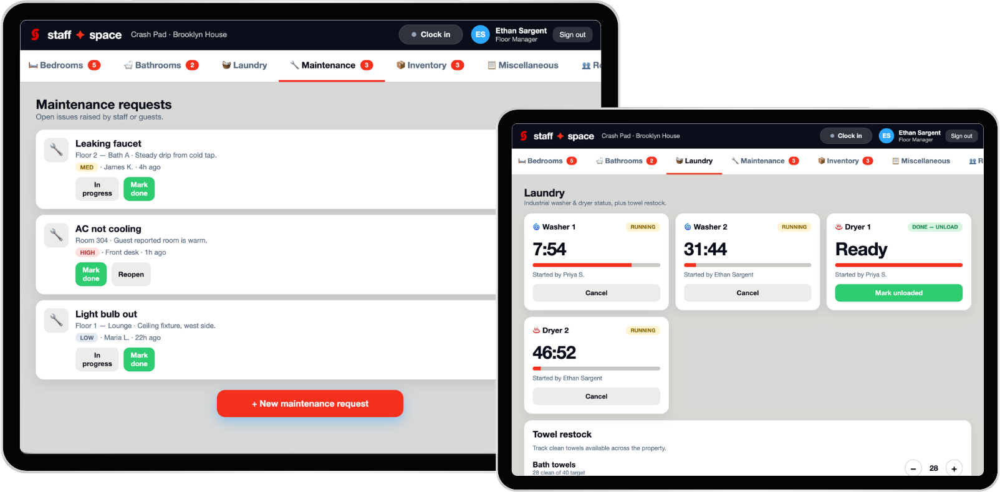 staff space Crash Pad · Brooklyn House Clock in ES Ethan Sargent Sign out
Floor Manager
Bedrooms 5 Bathrooms 2 Laundry Maintenance 3 Inventory 3 Miscellaneous
Maintenance requests
Open issues raised by staff or guests.
Leaking faucet
Floor 2 — Bath A · Steady drip from cold tap.
MED · James K. · 4h ago
In progress
Mark done
AC not cooling
Room 304 · Guest reported room is warm.
HIGH · Front desk · 1h ago
Mark done
Reopen
Light bulb out
Floor 1 — Lounge · Ceiling fixture, west side.
LOW · Maria L. · 22h ago
In progress
Mark done
+ New maintenance request
staff space Crash Pad · Brooklyn House Clock in ES Ethan Sargent Sign out
Floor Manager
Bedrooms 5 Bathrooms 2 Laundry Maintenance 3 Inventory 3 Miscellaneous
Laundry
Industrial washer & dryer status, plus towel restock.
Washer 1 RUNNING
7:54
Started by Priya S.
Cancel
Washer 2 RUNNING
31:44
Started by Ethan Sargent
Cancel
Dryer 1 DONE — UNLOAD
Ready
Started by Priya S.
Mark unloaded
Dryer 2 RUNNING
46:52
Started by Ethan Sargent
Cancel
Towel restock
Track clean towels available across the property.
Bath towels
28 clean of 40 target
− 28 +